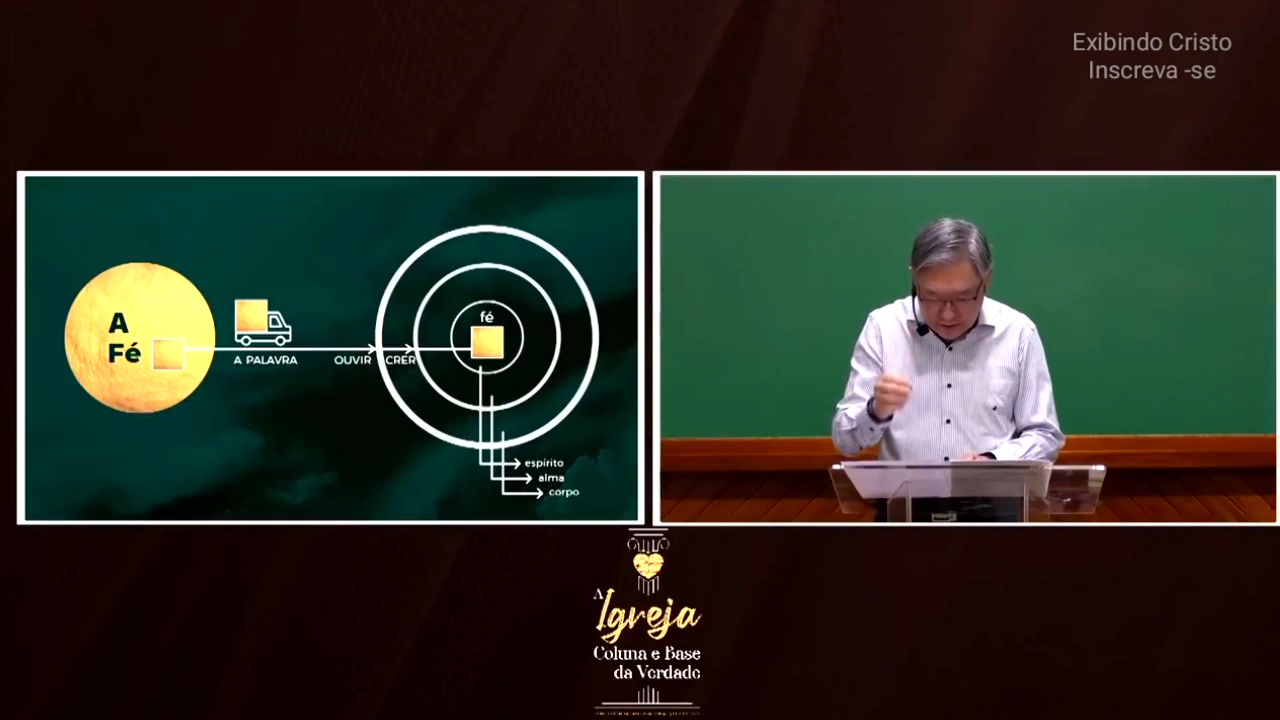 Exibindo Cristo
Inscreva -se
A
Fé
A PALAVRA
OUVIR
CRER
fé
espírito
alma
corpo
A
Igreja
Coluna e Base
da Verdade